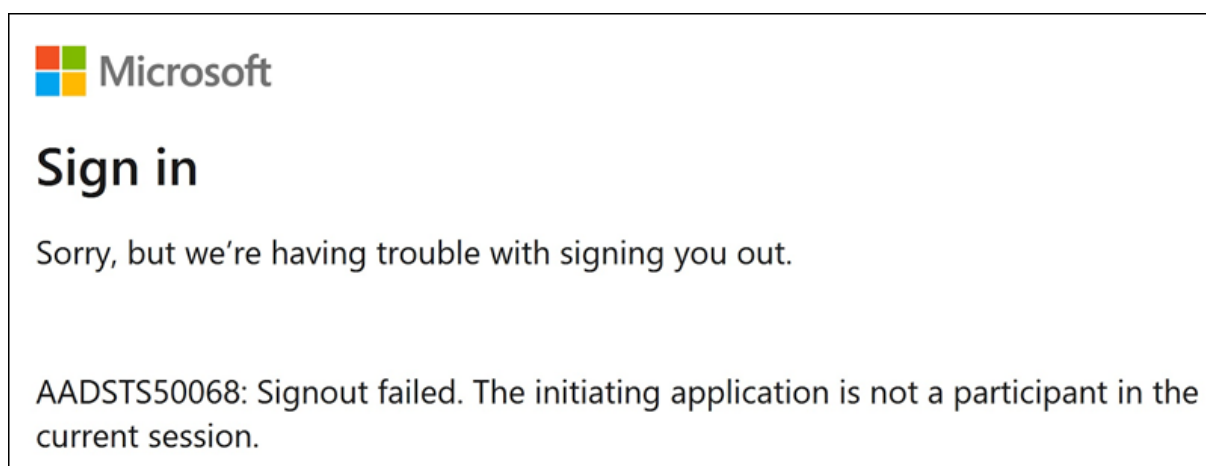 Microsoft
Sign in
Sorry, but we’re having trouble with signing you out.
AADSTS50068: Signout failed. The initiating application is not a participant in the
current session.